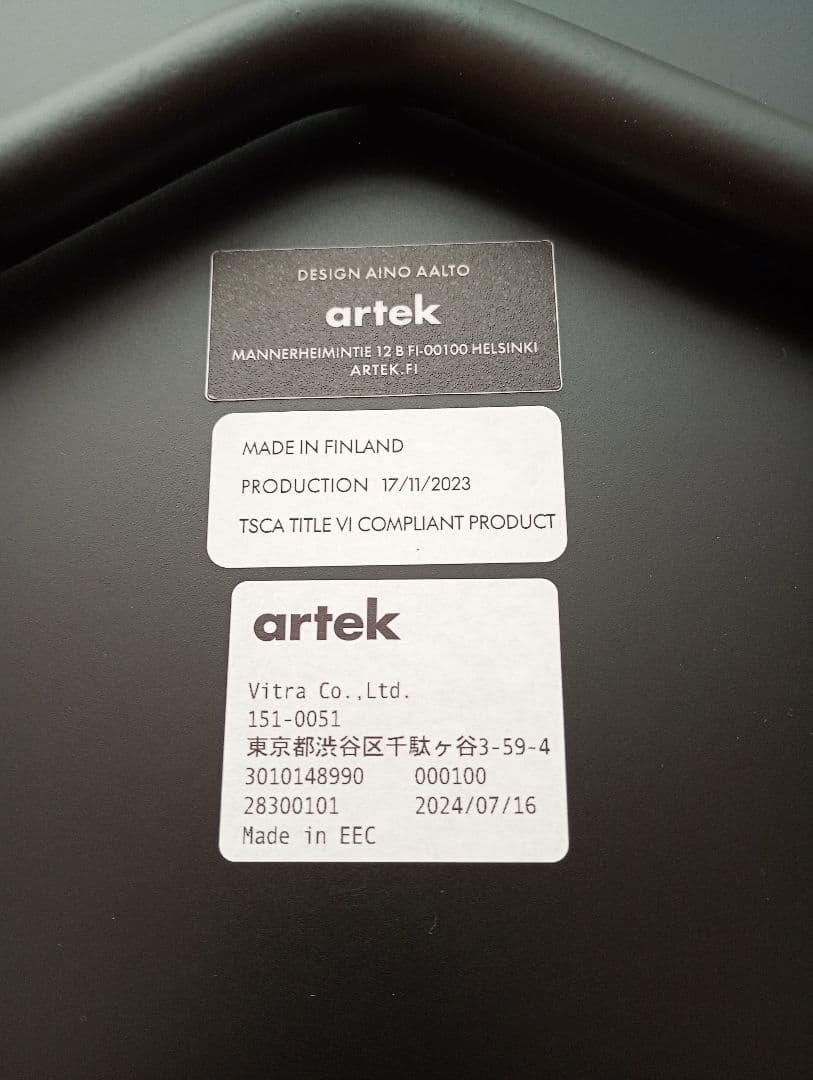 DESIGN AINO AALTO
artek
MANNERHEIMINTIE 12 B FI-00100 HELSINKI
ARTEK.FI
MADE IN FINLAND
PRODUCTION 17/11/2023
TSCA TITLE VI COMPLIANT PRODUCT
artek
Vitra Co.,Ltd.
151-0051
東京都渋谷区千駄ヶ谷3-59-4
3010148990 000100
28300101 2024/07/16
Made in EEC